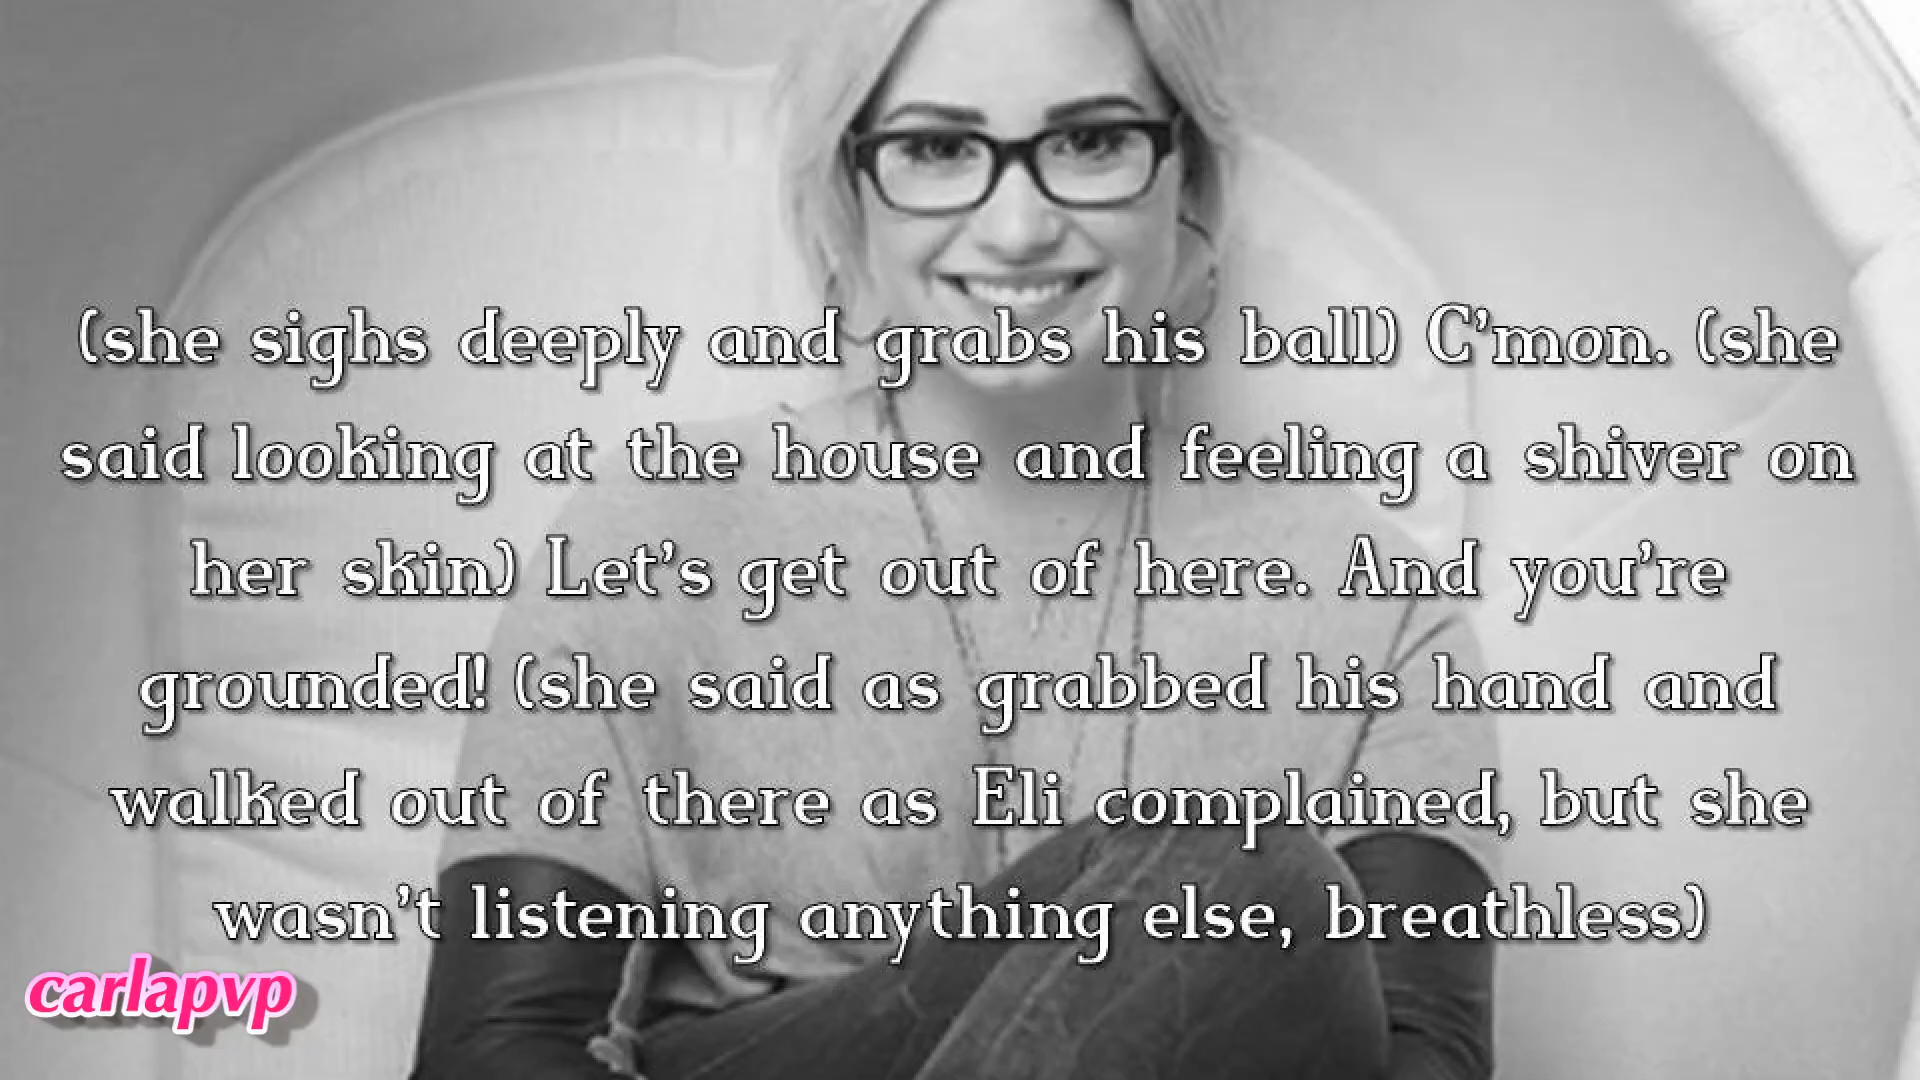 (she sighs deeply and grabs his ball) C'mon. (she
said looking at the house and feeling a shiver on
her skin) Let's get out of here. And you're
grounded! (she said as grabbed his hand and
walked out of there as Eli complained, but she
wasn't listening anything else, breathless)
carlapvp